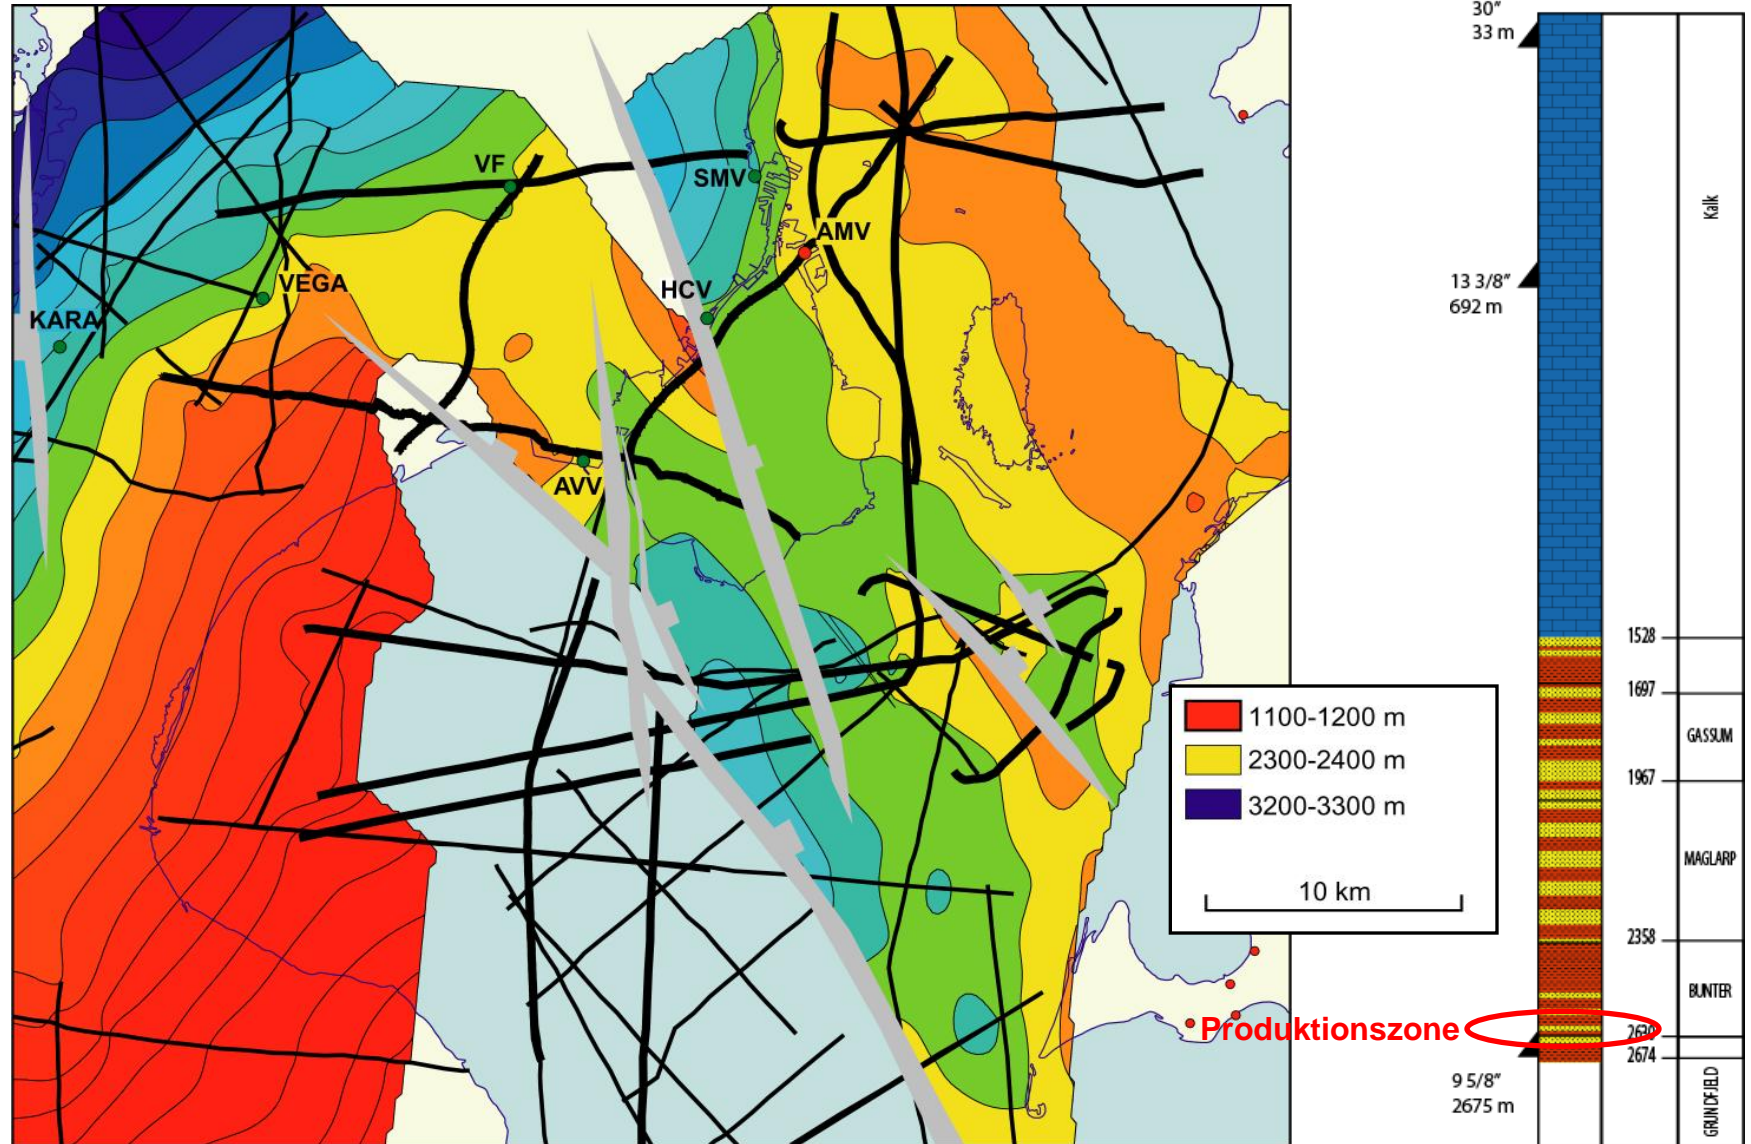 VF
SMV
AMV
VEGA
HCV
KARA
AVV
1100-1200 m
2300-2400 m
3200-3300 m
10 km
Produktionszone
30”
33 m
13 3/8”
692 m
9 5/8”
2675 m
1528
1697
1967
2358
2674
Kalk
GASSUM
MAGLARP
BUNTER
GRUNDFJELD